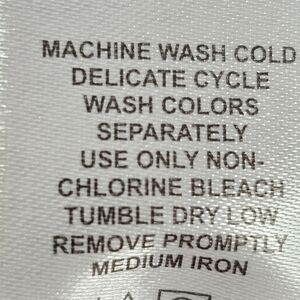 MACHINE WASH COLD
DELICATE CYCLE
WASH COLORS
SEPARATELY
USE ONLY NON-
CHLORINE BLEACH
TUMBLE DRY LOW
REMOVE PROMPTLY
MEDIUM IRON